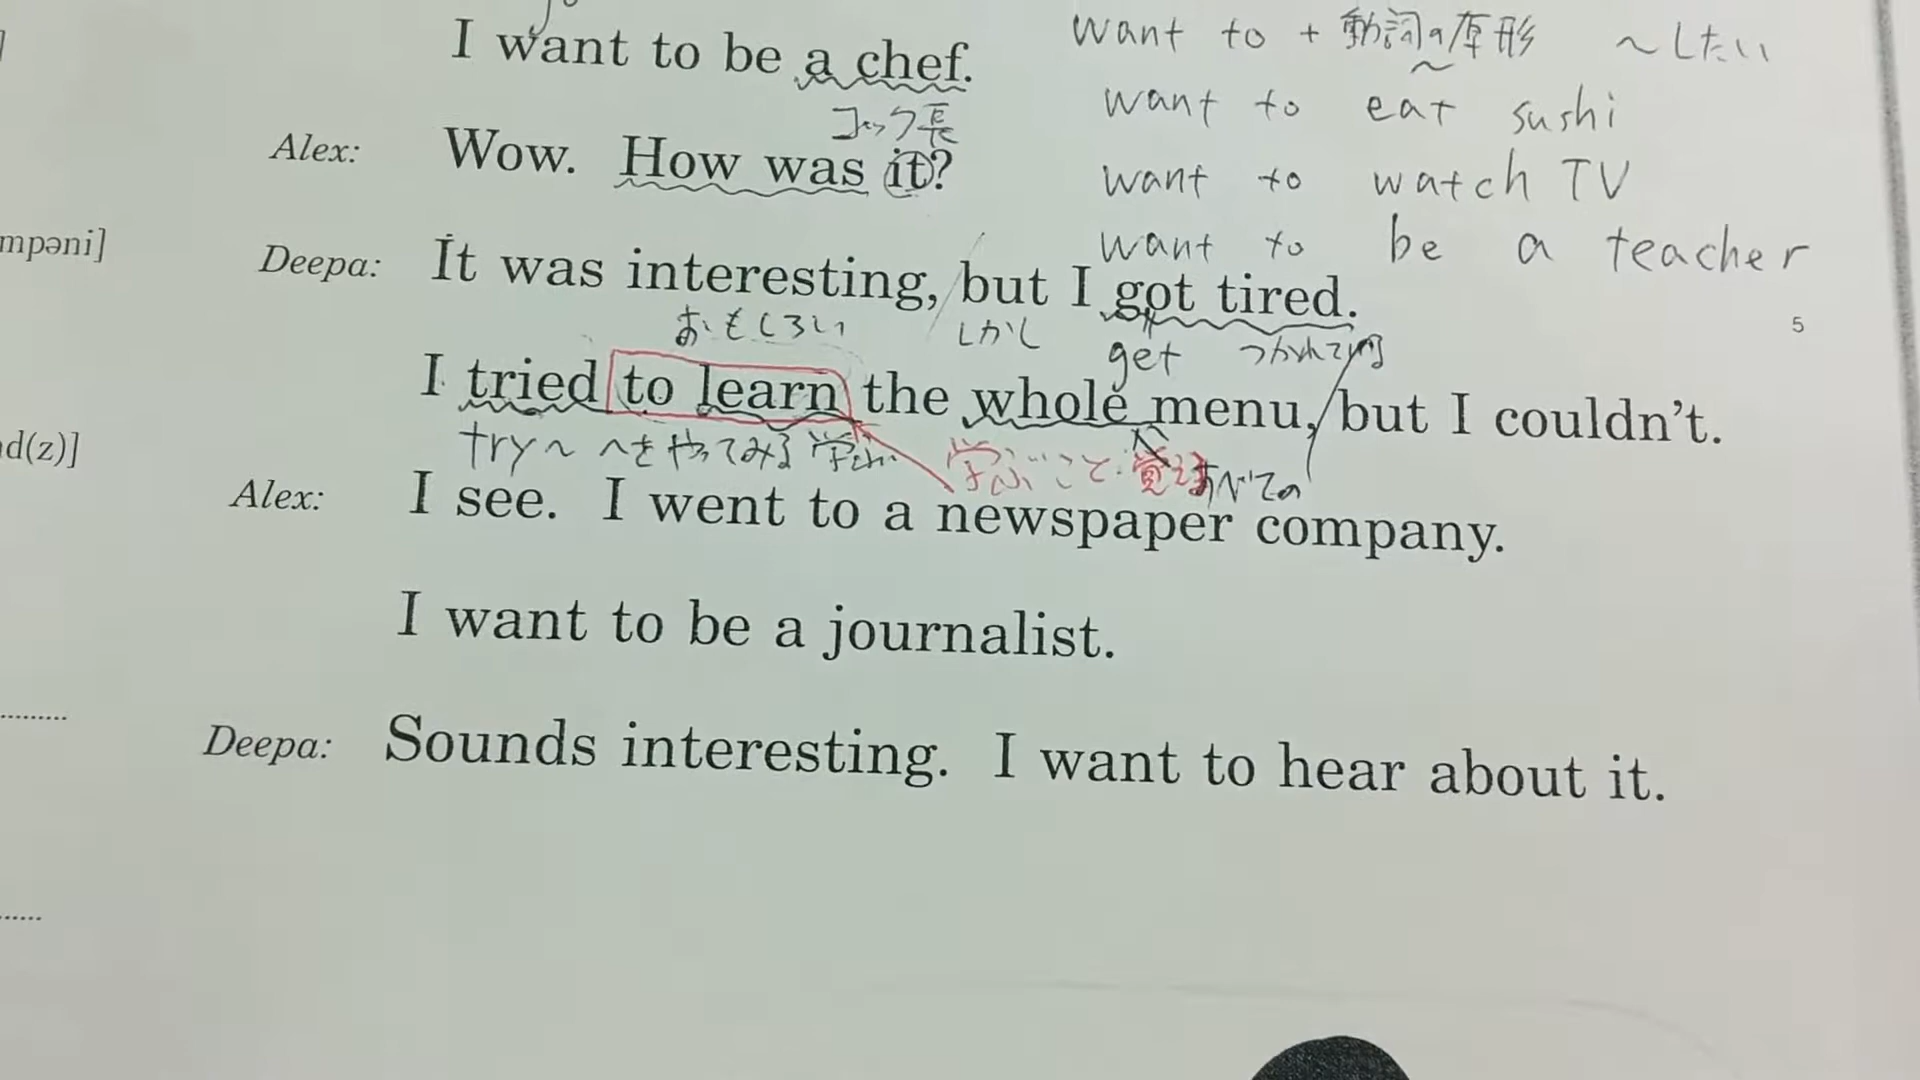 I want to be a chef.
want to + 動詞の原形 ～したい
コック長
want to eat sushi
Alex: Wow. How was it?
want to watch TV
mpəni]
want to be a teacher
Deepa: It was interesting, but I got tired.
おもしろい しかし get
5
I tried to learn the whole menu, but I couldn't.
try～ ～をやってみる 学ぶ 学ぶこと 覚える すべての
d(z)]
Alex: I see. I went to a newspaper company.
I want to be a journalist.
Deepa: Sounds interesting. I want to hear about it.